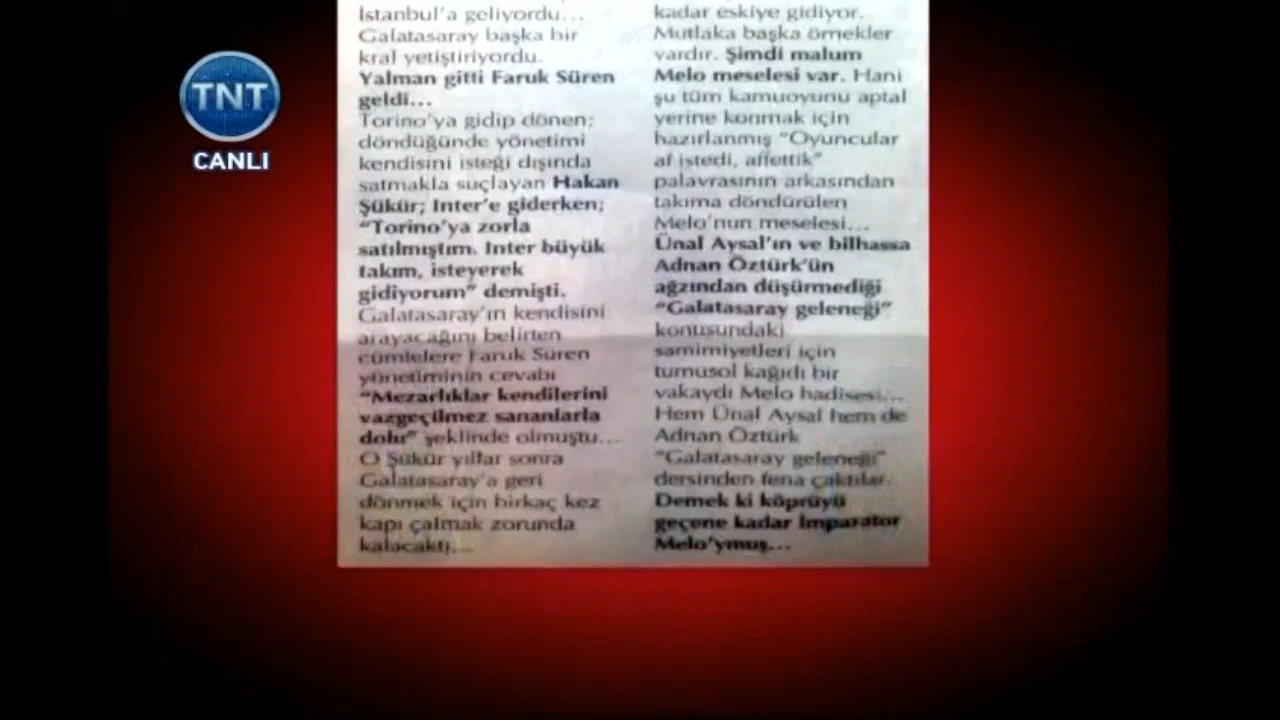 TNT
CANLI
İstanbul'a geliyordu...
Galatasaray başka bir
kral yetiştiriyordu.
Yalman gitti Faruk Süren
geldi...
Torino'ya gidip dönen;
döndüğünde yönetimi
kendisini isteği dışında
satmakla suçlayan Hakan
Şükür; Inter'e giderken;
"Torino'ya zorla
satılmıştım. Inter büyük
takım, isteyerek
gidiyorum" demişti.
Galatasaray'ın kendisini
arayacağını belirten
cümlelere Faruk Süren
yönetiminin cevabı
"Mezarlıklar kendilerini
vazgeçilmez sananlarla
dolu" şeklinde olmuştu...
O Şükür yıllar sonra
Galatasaray'a geri
dönmek için birkaç kez
kapı çalmak zorunda
kalacaktı...
kadar eskiye gidiyor.
Mutlaka başka örnekler
vardır. Şimdi malum
Melo meselesi var. Hani
şu tüm kamuoyunu aptal
yerine konmak için
hazırlanmış "Oyuncular
af istedi, affettik"
palavrasının arkasından
takıma döndürülen
Melo'nun meselesi...
Ünal Aysal'ın ve bilhassa
Adnan Öztürk'ün
ağzından düşürmediği
"Galatasaray geleneği"
konusundaki
samimiyetleri için
turnusol kağıdı bir
vakaydı Melo hadisesi...
Hem Ünal Aysal hem de
Adnan Öztürk
"Galatasaray geleneği"
dersinden fena çaktılar.
Demek ki köprüyü
geçene kadar İmparator
Melo'ymuş...